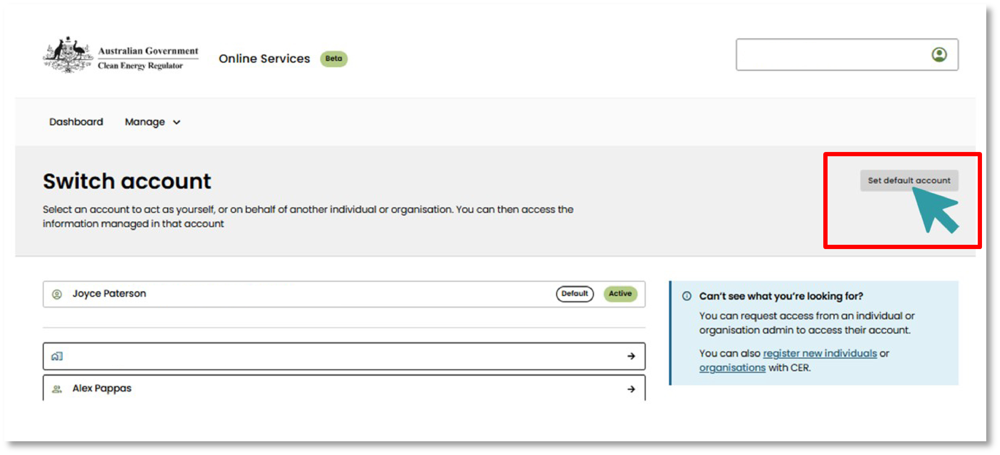 Australian Government
Clean Energy Regulator
Online Services
Beta
Dashboard
Manage
Switch account
Set default account
Select an account to act as yourself, or on behalf of another individual or organisation. You can then access the
information managed in that account
Joyce Paterson
Default
Active
Alex Pappas
Can't see what you're looking for?
You can request access from an individual or
organisation admin to access their account.
You can also register new individuals or
organisations with CER.